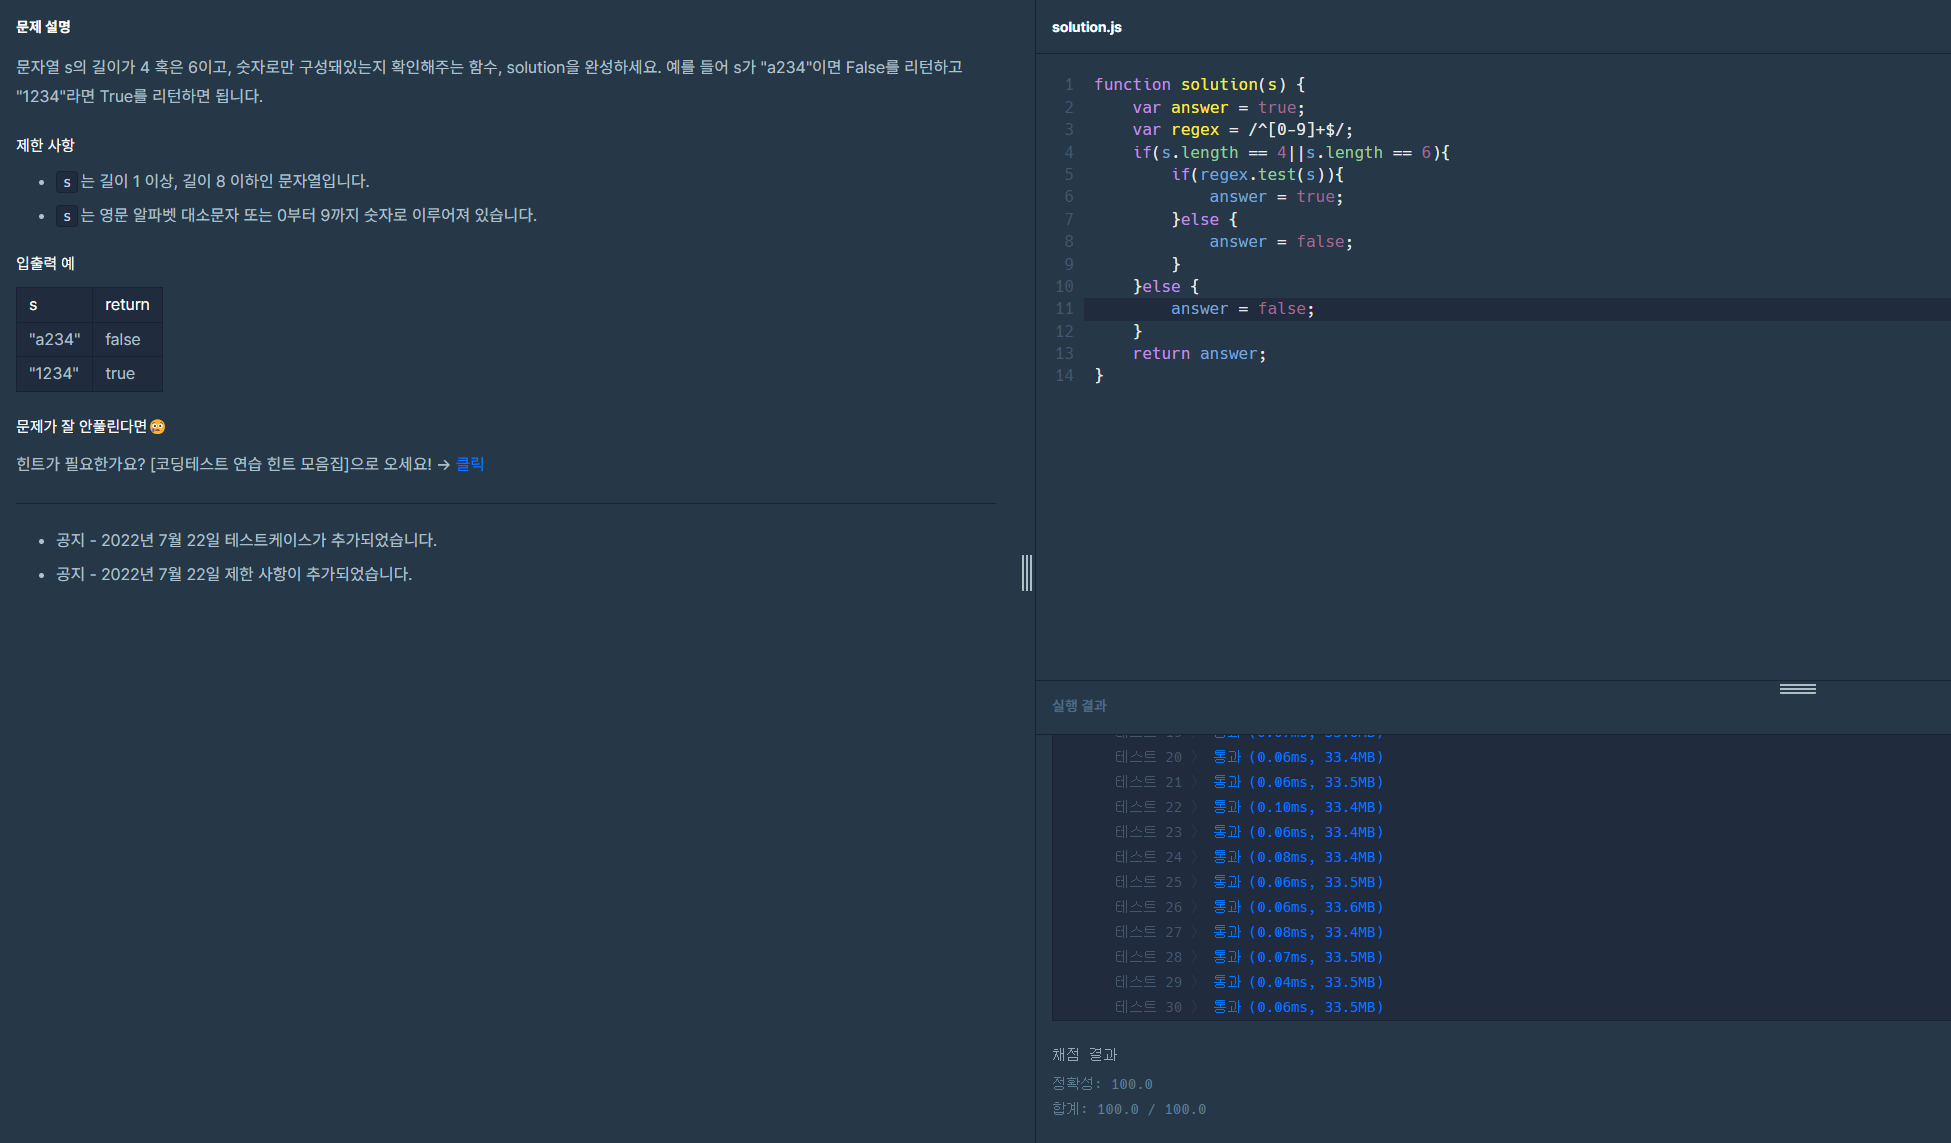 문제 설명
문자열 s의 길이가 4 혹은 6이고, 숫자로만 구성돼있는지 확인해주는 함수, solution을 완성하세요. 예를 들어 s가 "a234"이면 False를 리턴하고
"1234"라면 True를 리턴하면 됩니다.
제한 사항
s 는 길이 1 이상, 길이 8 이하인 문자열입니다.
s 는 영문 알파벳 대소문자 또는 0부터 9까지 숫자로 이루어져 있습니다.
입출력 예
s return
"a234" false
"1234" true
문제가 잘 안풀린다면😳
힌트가 필요한가요? [코딩테스트 연습 힌트 모음집]으로 오세요! → 클릭
공지 - 2022년 7월 22일 테스트케이스가 추가되었습니다.
공지 - 2022년 7월 22일 제한 사항이 추가되었습니다.
solution.js
1 function solution(s) {
2     var answer = true;
3     var regex = /^[0-9]+$/;
4     if(s.length == 4||s.length == 6){
5         if(regex.test(s)){
6             answer = true;
7         }else {
8             answer = false;
9         }
10     }else {
11         answer = false;
12     }
13     return answer;
14 }
실행 결과
테스트 20 〉 통과 (0.06ms, 33.4MB)
테스트 21 〉 통과 (0.06ms, 33.5MB)
테스트 22 〉 통과 (0.10ms, 33.4MB)
테스트 23 〉 통과 (0.06ms, 33.4MB)
테스트 24 〉 통과 (0.08ms, 33.4MB)
테스트 25 〉 통과 (0.06ms, 33.5MB)
테스트 26 〉 통과 (0.06ms, 33.6MB)
테스트 27 〉 통과 (0.08ms, 33.4MB)
테스트 28 〉 통과 (0.07ms, 33.5MB)
테스트 29 〉 통과 (0.04ms, 33.5MB)
테스트 30 〉 통과 (0.06ms, 33.5MB)
채점 결과
정확성: 100.0
합계: 100.0 / 100.0